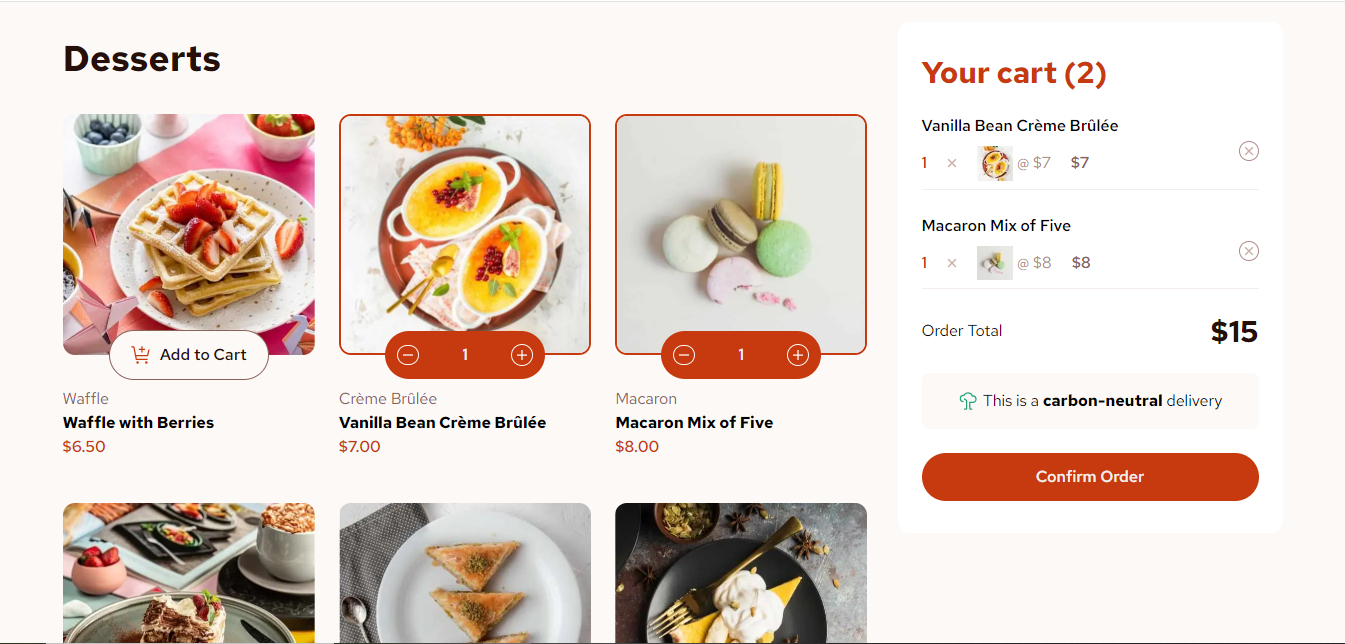 Desserts
Add to Cart
Waffle
Waffle with Berries
$6.50
1
Crème Brûlée
Vanilla Bean Crème Brûlée
$7.00
1
Macaron
Macaron Mix of Five
$8.00
Your cart (2)
Vanilla Bean Crème Brûlée
1 × @ $7 $7
Macaron Mix of Five
1 × @ $8 $8
Order Total $15
This is a carbon-neutral delivery
Confirm Order